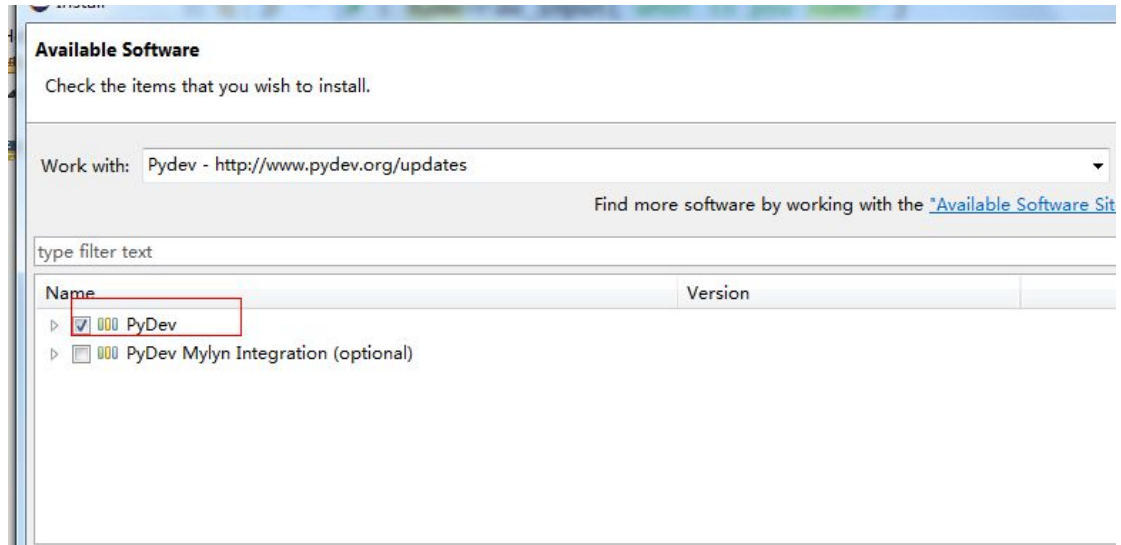 Install
Available Software
Check the items that you wish to install.
Work with: Pydev - http://www.pydev.org/updates
Find more software by working with the "Available Software Sit
type filter text
Name Version
PyDev
PyDev Mylyn Integration (optional)